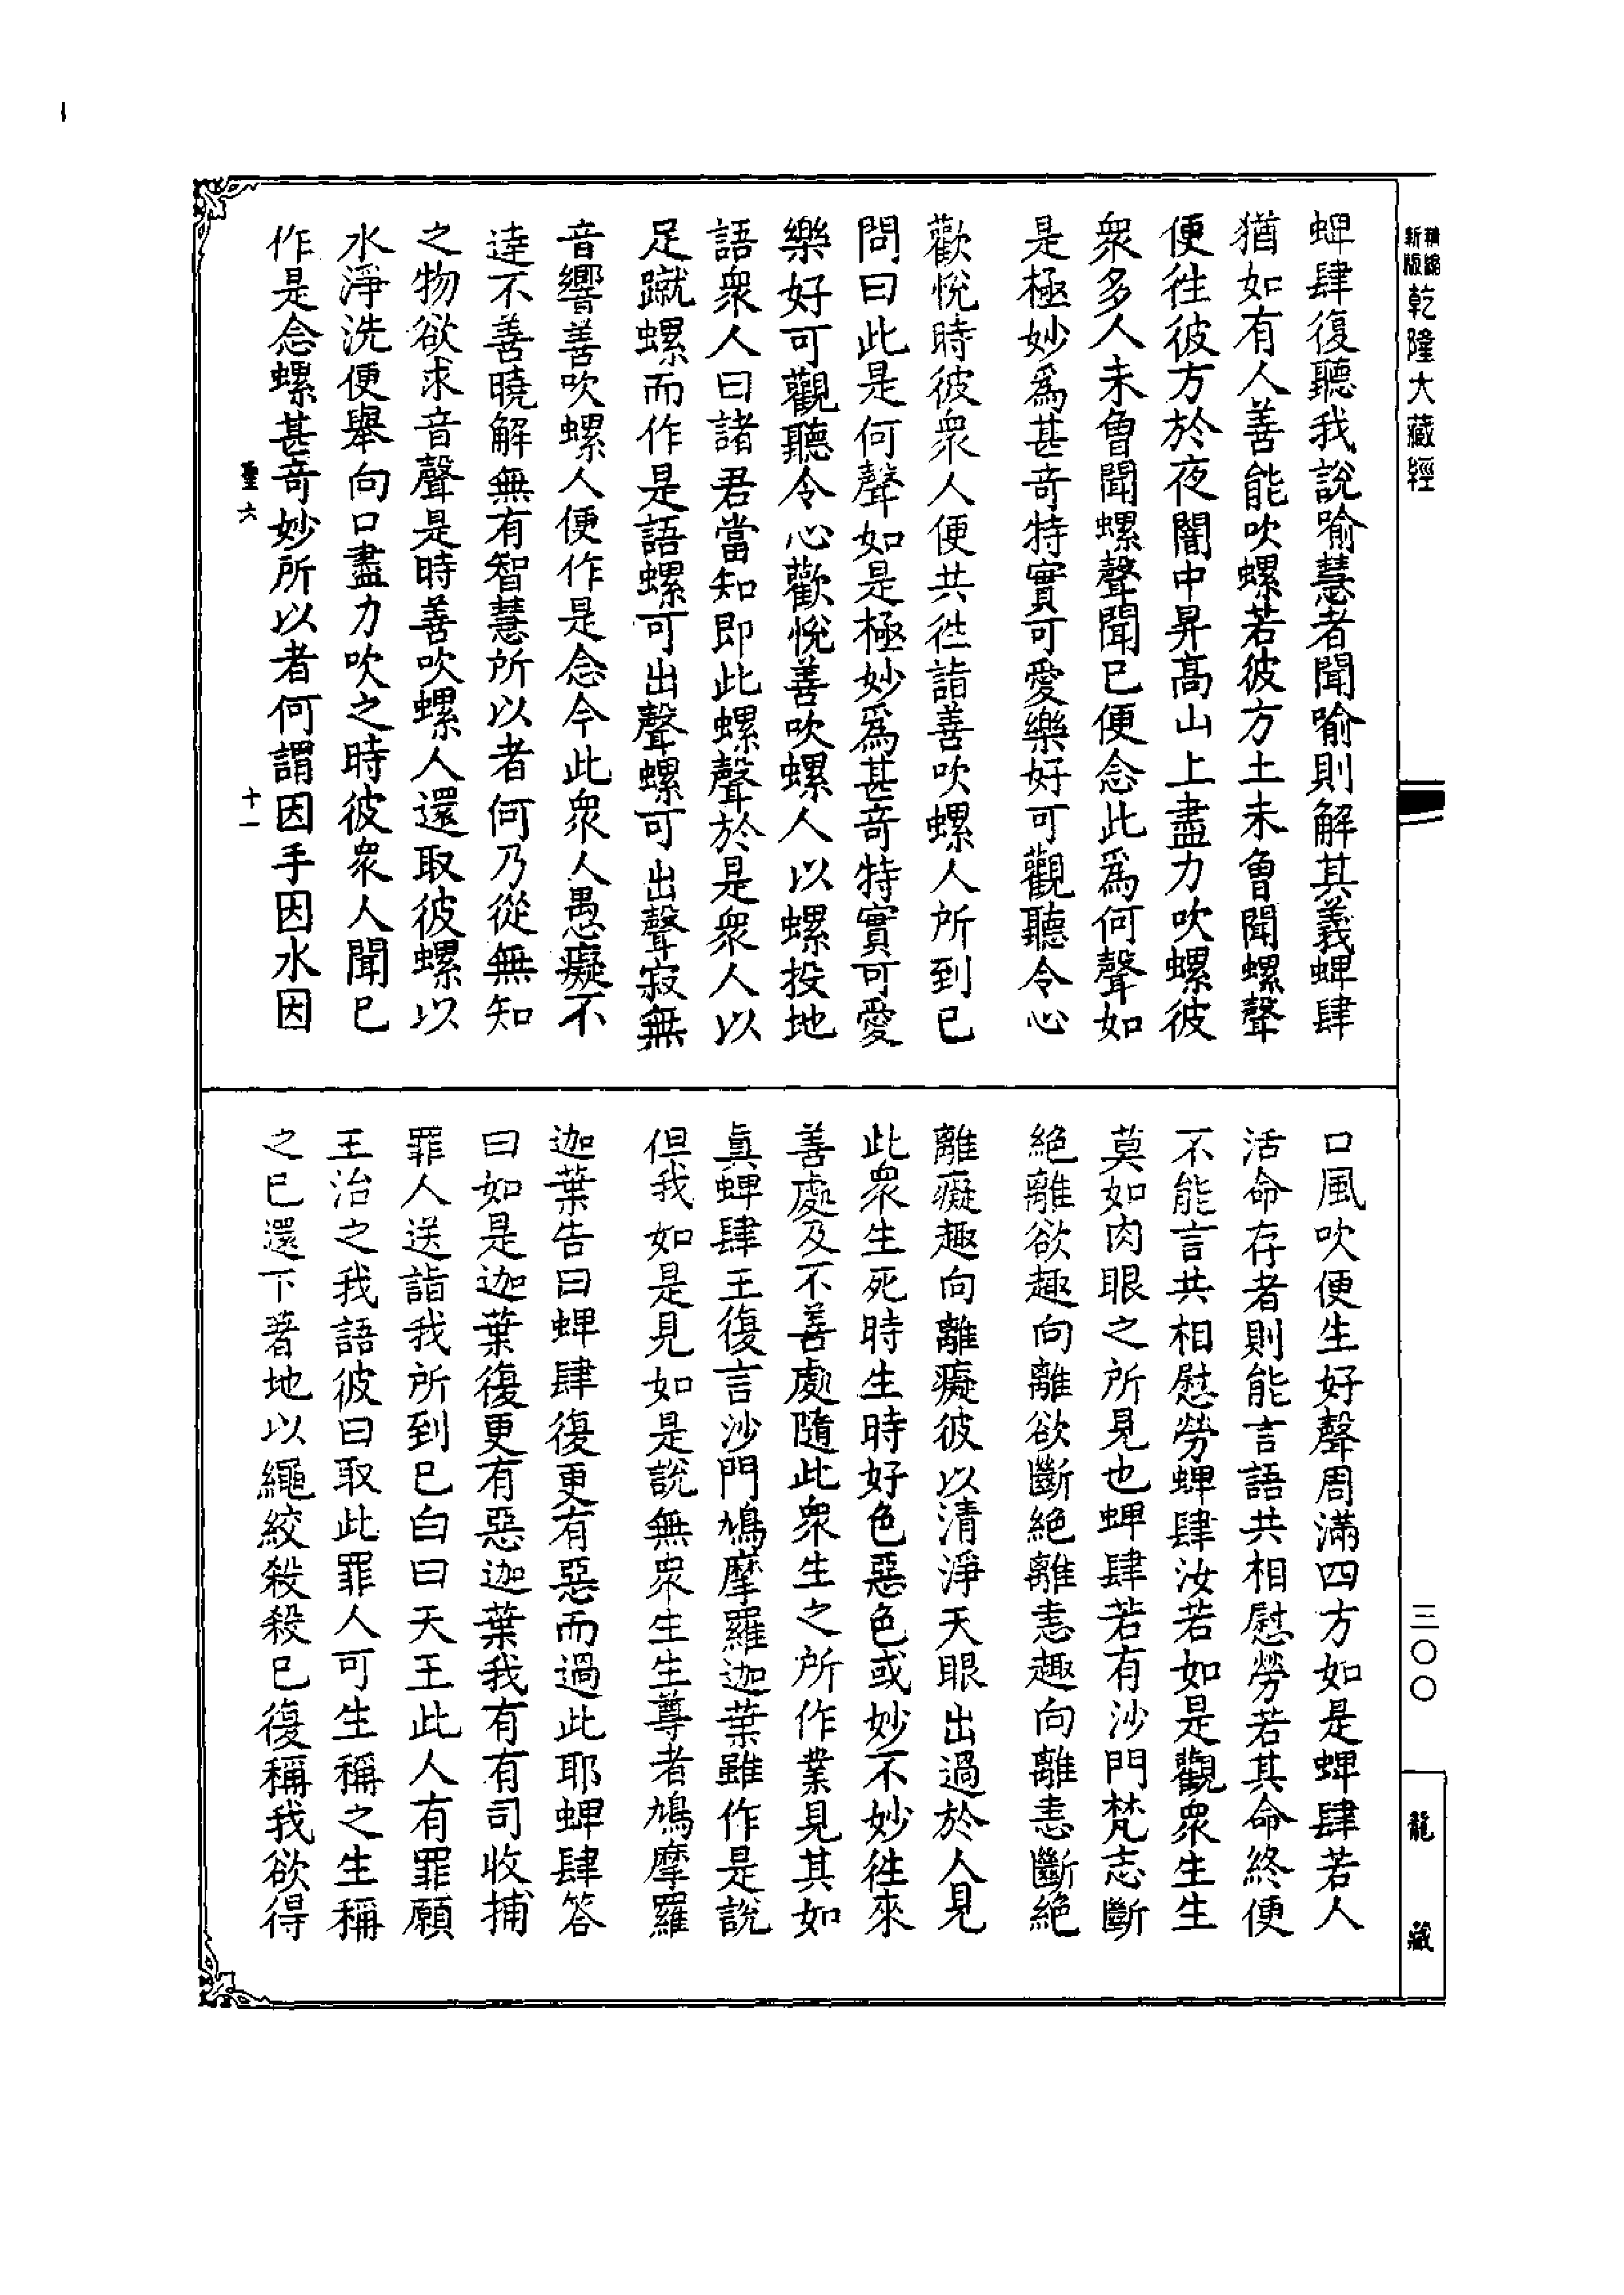 精縮
新版
乾隆大藏經
蜱肆復聽我說喻慧者聞喻則解其義蜱肆
猶如有人善能吹螺若彼方土未曾聞螺聲
便往彼方於夜闇中昇高山上盡力吹螺彼
衆多人未曾聞螺聲聞已便念此爲何聲如
是極妙爲甚竒特實可愛樂好可觀聽令心
歡悅時彼衆人便共往詣善吹螺人所到已
問曰此是何聲如是極妙爲甚竒特實可愛
樂好可觀聽令心歡悅善吹螺人以螺投地
語衆人曰諸君當知即此螺聲於是衆人以
足蹴螺而作是語螺可出聲螺可出聲寂無
音響善吹螺人便作是念今此衆人愚癡不
達不善曉解無有智慧所以者何乃從無知
之物欲求音聲是時善吹螺人還取彼螺以
水淨洗便舉向口盡力吹之時彼衆人聞已
作是念螺甚竒妙所以者何謂因手因水因
六
十一
口風吹便生好聲周滿四方如是蜱肆若人
活命存者則能言語共相慰勞若其命終便
不能言共相慰勞蜱肆汝若如是觀衆生生
莫如肉眼之所見也蜱肆若有沙門梵志斷
絶離欲趣向離欲斷絶離恚趣向離恚斷絶
離癡趣向離癡彼以清淨天眼出過於人見
此衆生死時生時好色惡色或妙不妙往來
善處及不善處隨此衆生之所作業見其如
眞蜱肆王復言沙門鳩摩羅迦葉雖作是說
但我如是見如是說無衆生生尊者鳩摩羅
迦葉告曰蜱肆復更有惡而過此耶蜱肆答
曰如是迦葉復更有惡迦葉我有有司收捕
罪人送詣我所到已白曰天王此人有罪願
王治之我語彼曰取此罪人可生稱之生稱
之已還下著地以繩絞殺殺已復稱我欲得
三〇〇
龍藏